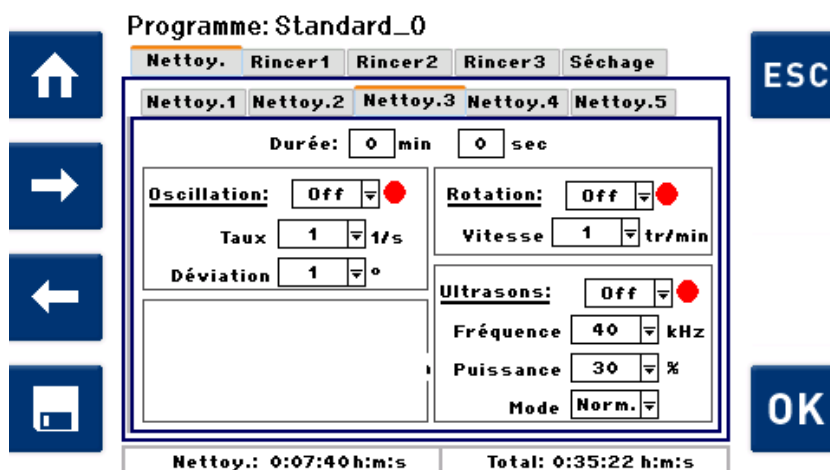 Programme: Standard_0
Nettoy. Rincer1 Rincer2 Rincer3 Séchage
ESC
Nettoy.1 Nettoy.2 Nettoy.3 Nettoy.4 Nettoy.5
Durée: 0 min 0 sec
Oscillation: Off
Taux 1 1/s
Déviation 1 °
Rotation: Off
Vitesse 1 tr/min
Ultrasons: Off
Fréquence 40 kHz
Puissance 30 %
Mode Norm.
OK
Nettoy.: 0:07:40h:m:s Total: 0:35:22 h:m:s